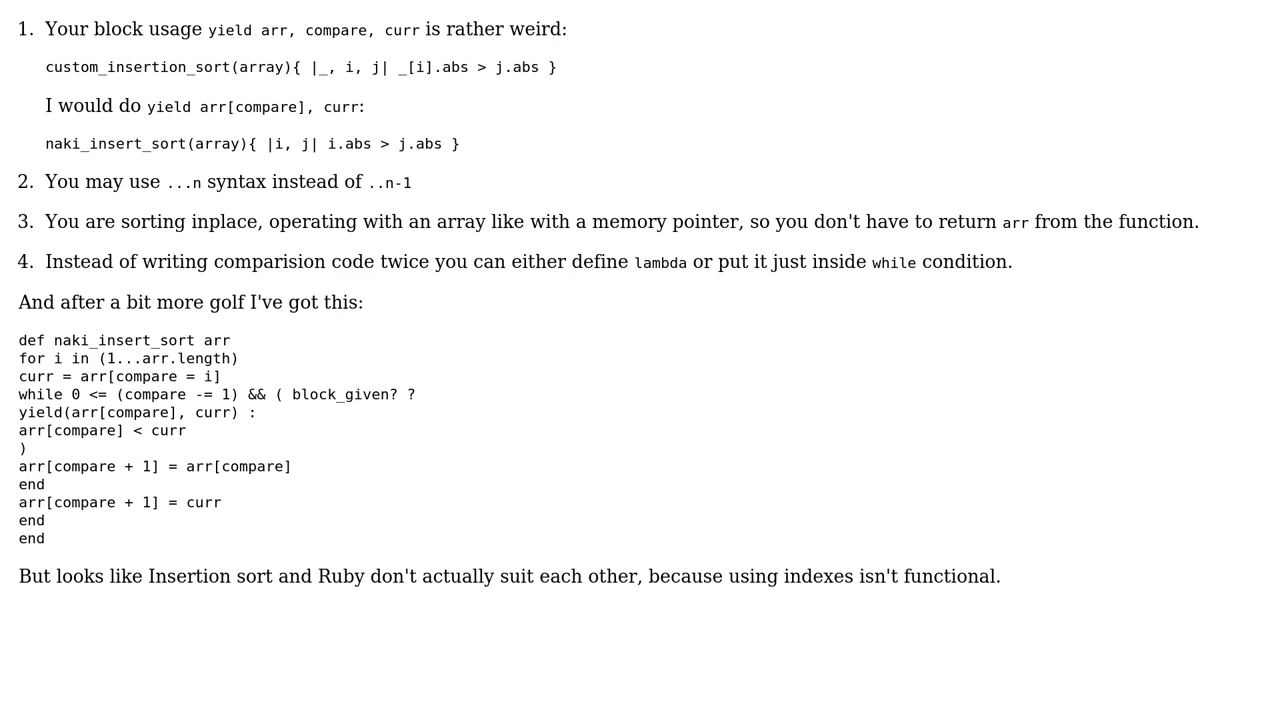 1. Your block usage yield arr, compare, curr is rather weird:
custom_insertion_sort(array){ |_, i, j| _[i].abs > j.abs }
I would do yield arr[compare], curr:
naki_insert_sort(array){ |i, j| i.abs > j.abs }
2. You may use ...n syntax instead of ..n-1
3. You are sorting inplace, operating with an array like with a memory pointer, so you don't have to return arr from the function.
4. Instead of writing comparision code twice you can either define lambda or put it just inside while condition.
And after a bit more golf I've got this:
def naki_insert_sort arr
for i in (1...arr.length)
curr = arr[compare = i]
while 0 <= (compare -= 1) && ( block_given? ?
yield(arr[compare], curr) :
arr[compare] < curr
)
arr[compare + 1] = arr[compare]
end
arr[compare + 1] = curr
end
end
But looks like Insertion sort and Ruby don't actually suit each other, because using indexes isn't functional.